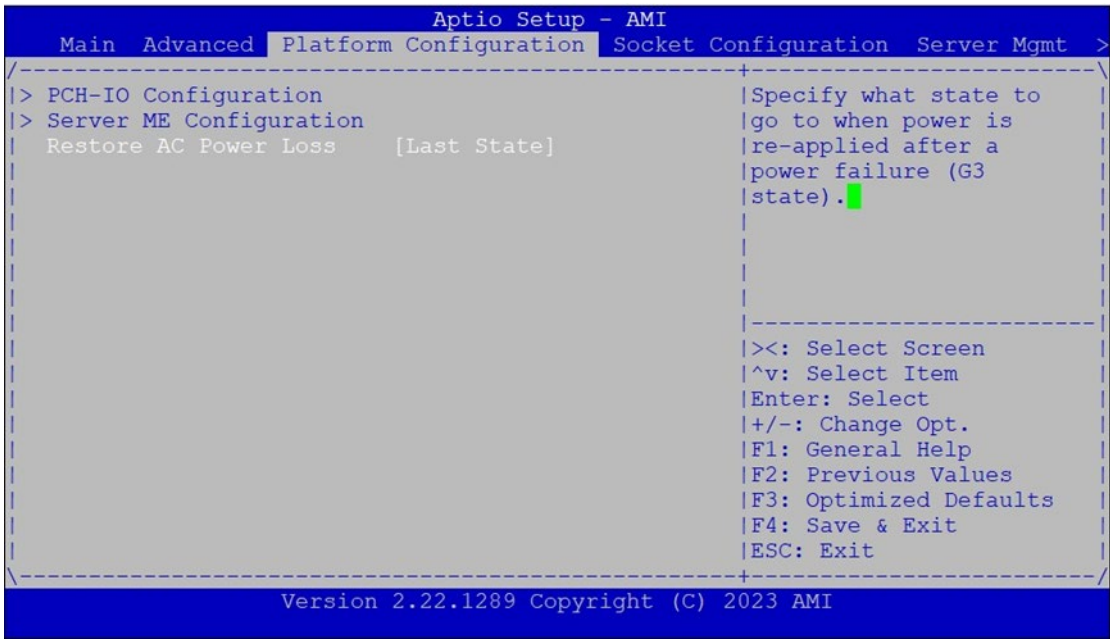 Aptio Setup - AMI
Main Advanced Platform Configuration Socket Configuration Server Mgmt >
/----------------------------------------------------+-------------------------\
|> PCH-IO Configuration |Specify what state to |
|> Server ME Configuration |go to when power is |
| Restore AC Power Loss [Last State] |re-applied after a |
| |power failure (G3 |
| |state). |
| | |
| | |
| | |
| | |
| |-------------------------|
| |><: Select Screen |
| |^v: Select Item |
| |Enter: Select |
| |+/-: Change Opt. |
| |F1: General Help |
| |F2: Previous Values |
| |F3: Optimized Defaults |
| |F4: Save & Exit |
| |ESC: Exit |
\----------------------------------------------------+-------------------------/
Version 2.22.1289 Copyright (C) 2023 AMI